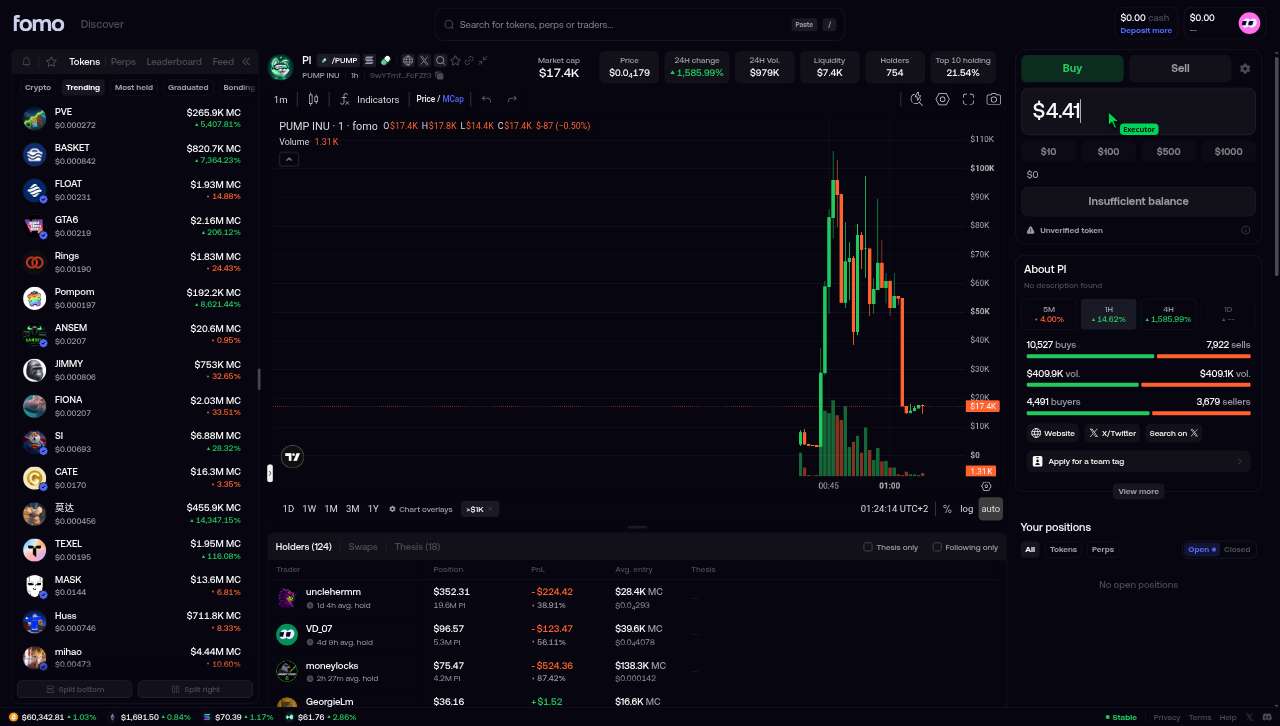 fomo
Discover
Search for tokens, perps or traders...
Paste
/
$0.00 cash
Deposit more
$0.00
—
Tokens Perps Leaderboard Feed
Crypto Trending Most held Graduated Bonding
PVE $265.9K MC
$0.000272 5,407.81%
BASKET $820.7K MC
$0.000842 7,364.23%
FLOAT $1.93M MC
$0.00231 14.88%
GTA6 $2.16M MC
$0.00219 206.12%
Rings $1.83M MC
$0.00190 24.43%
Pompom $192.2K MC
$0.000197 8,621.44%
ANSEM $20.6M MC
$0.0207 0.95%
JIMMY $753K MC
$0.000806 32.65%
FIONA $2.03M MC
$0.00207 33.51%
SI $6.88M MC
$0.00693 28.32%
CATE $16.3M MC
$0.0170 3.35%
莫达 $455.9K MC
$0.000456 14,347.15%
TEXEL $1.95M MC
$0.00195 116.08%
MASK $13.6M MC
$0.0144 6.81%
Huss $711.8K MC
$0.000746 8.33%
mihao $4.44M MC
$0.00473 10.60%
Split bottom Split right
PI /PUMP
PUMP INU 1h
Market cap
$17.4K
Price
$0.0₄179
24H change
1,585.99%
24H Vol.
$979K
Liquidity
$7.4K
Holders
754
Top 10 holding
21.54%
1m Indicators Price / MCap
PUMP INU · 1 · fomo O$17.4K H$17.8K L$14.4K C$17.4K $-87 (−0.50%)
Volume 1.31K
$110K
$100K
$90K
$80K
$70K
$60K
$50K
$40K
$30K
$20K
$17.4K
$10K
$0
1.31K
00:45 01:00
1D 1W 1M 3M 1Y Chart overlays >$1K
01:24:14 UTC+2 % log auto
Holders (124) Swaps Thesis (18)
Thesis only Following only
Trader Position PnL Avg. entry Thesis
unclehermm $352.31 -$224.42 $28.4K MC
1d 4h avg. hold 19.6M PI 38.91% $0.0₄293
VD_07 $96.57 -$123.47 $39.6K MC
4d 9h avg. hold 5.3M PI 56.11% $0.0₄4078
moneylocks $75.47 -$524.36 $138.3K MC
2h 27m avg. hold 4.2M PI 87.42% $0.000142
GeorgieLm $36.16 +$1.52 $16.6K MC
Buy Sell
$4.41
Executor
$10 $100 $500 $1000
$0
Insufficient balance
Unverified token
About PI
No description found
5M 1H 4H 1D
4.00% 14.62% 1,585.99% --
10,527 buys 7,922 sells
$409.9K vol. $409.1K vol.
4,491 buyers 3,679 sellers
Website X/Twitter Search on X
Apply for a team tag
View more
Your positions
All Tokens Perps Open Closed
No open positions
$60,342.81 1.03% $1,691.50 0.84% $70.39 1.17% $61.76 2.86%
Stable Privacy Terms Help